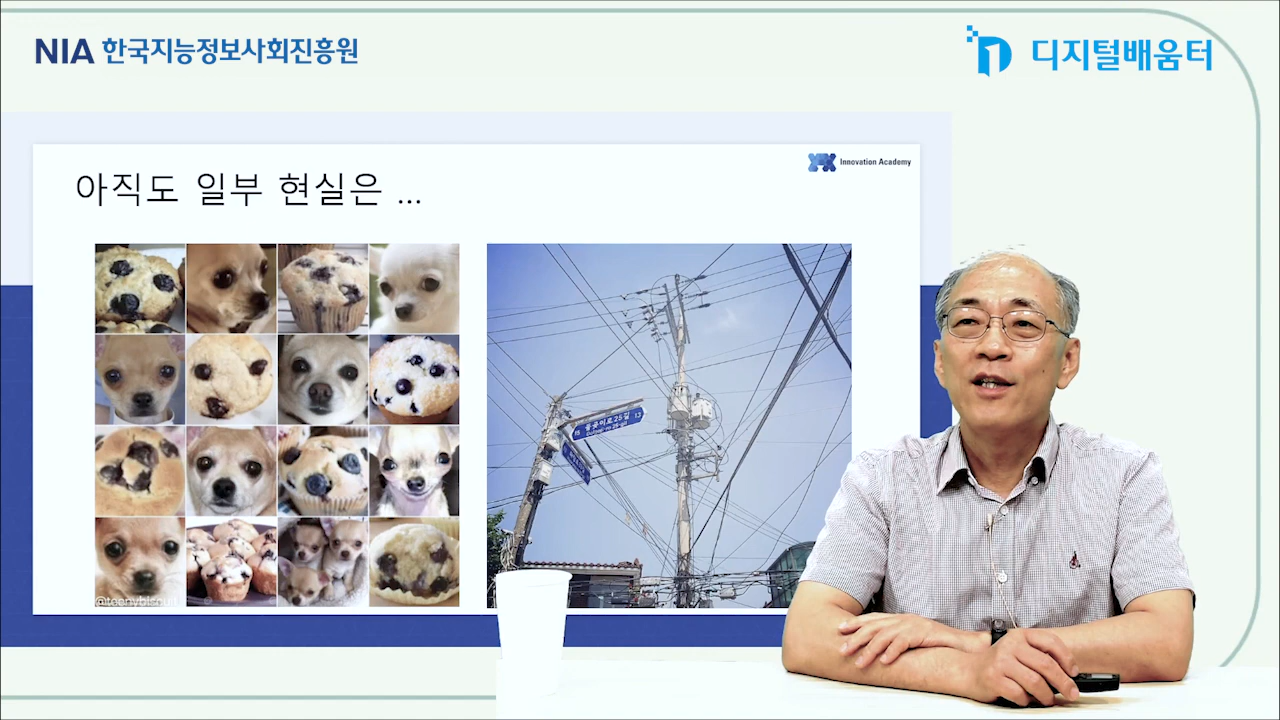 NIA 한국지능정보사회진흥원
디지털배움터
Innovation Academy
아직도 일부 현실은 ...
@teenybiscuit